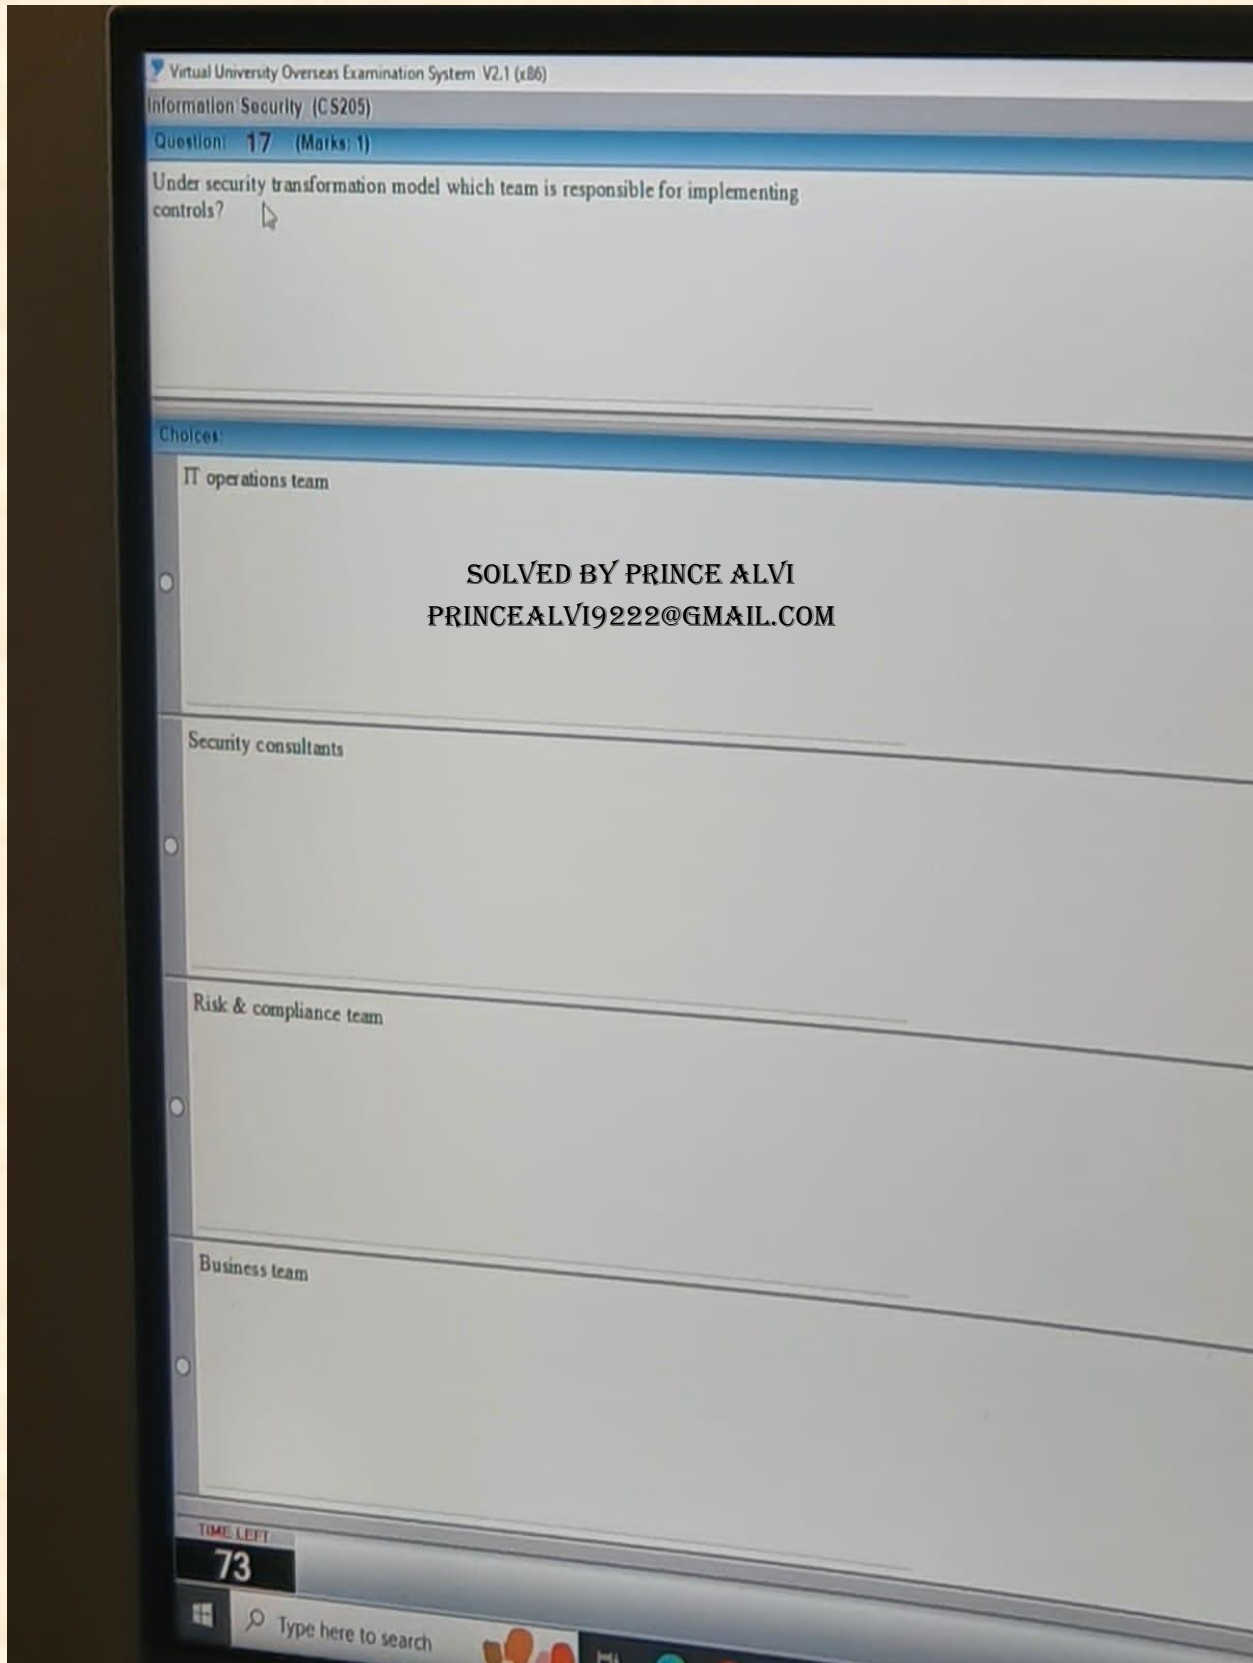 Virtual University Overseas Examination System V2.1 (x86)
Information Security (CS205)
Question: 17 (Marks: 1)
Under security transformation model which team is responsible for implementing
controls?
Choices:
IT operations team
SOLVED BY PRINCE ALVI
PRINCEALVI9222@GMAIL.COM
Security consultants
Risk & compliance team
Business team
TIME LEFT
73
Type here to search